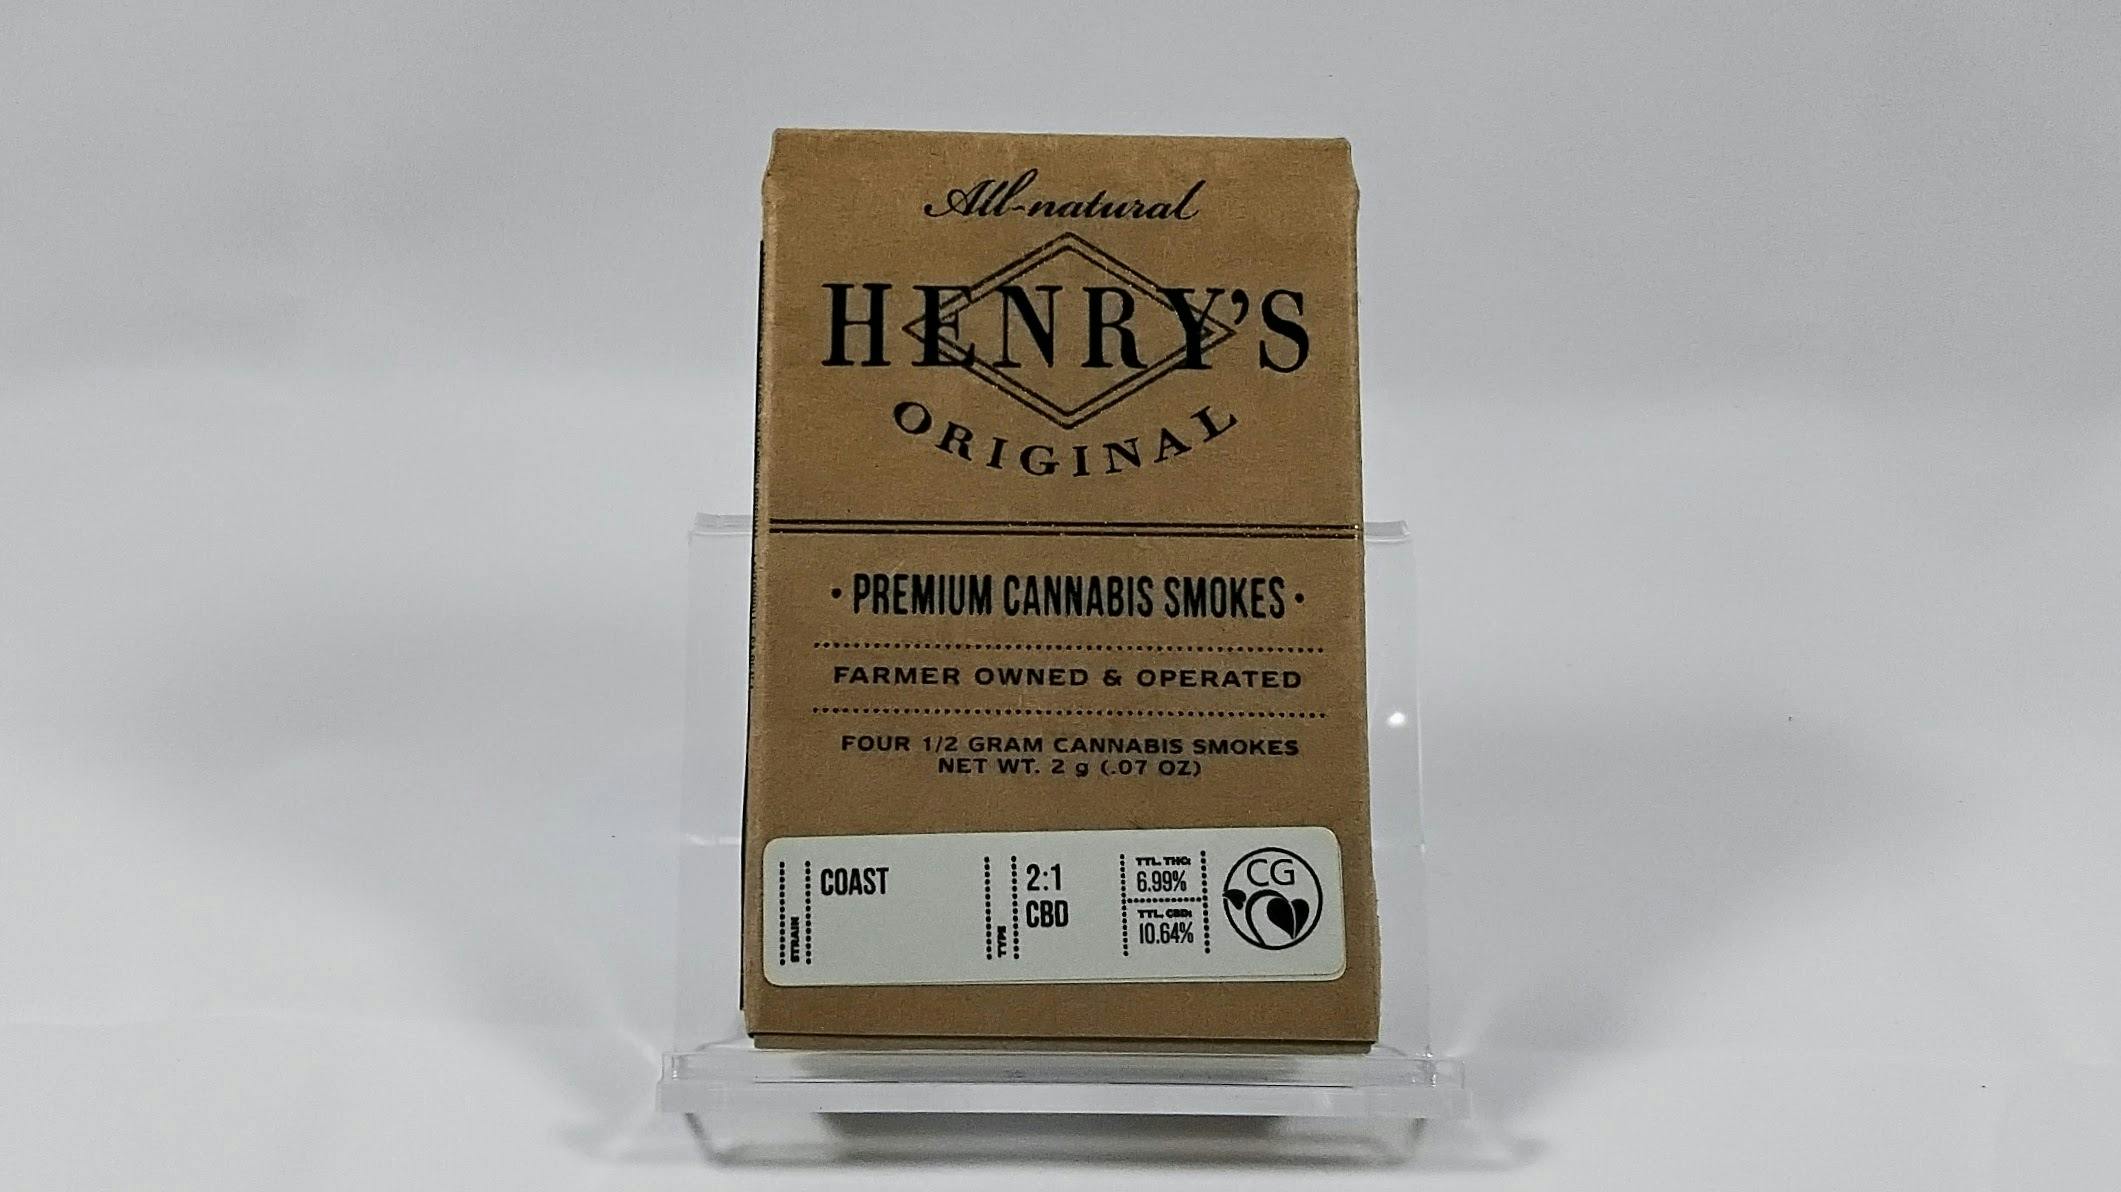 All-natural
HENRY'S
ORIGINAL
• PREMIUM CANNABIS SMOKES •
FARMER OWNED & OPERATED
FOUR 1/2 GRAM CANNABIS SMOKES
NET WT. 2 g (.07 OZ)
STRAIN
COAST
TYPE
2:1
CBD
TTL. THC:
6.99%
TTL. CBD:
10.64%
CG